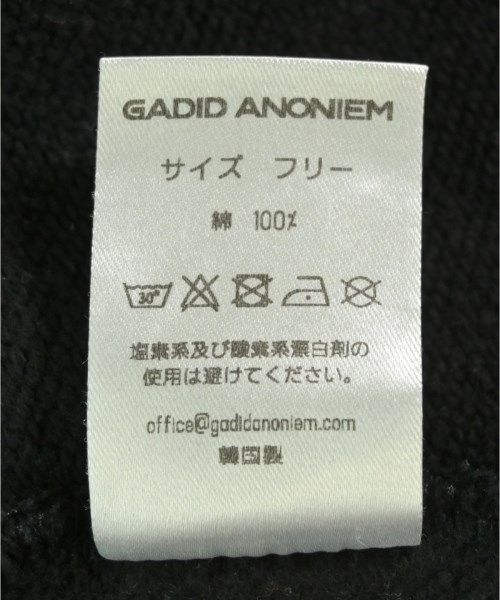 GADID ANONIEM
サイズ フリー
綿 100%
30°
塩素系及び酸素系漂白剤の
使用は避けてください。
office@gadidanoniem.com
韓国製